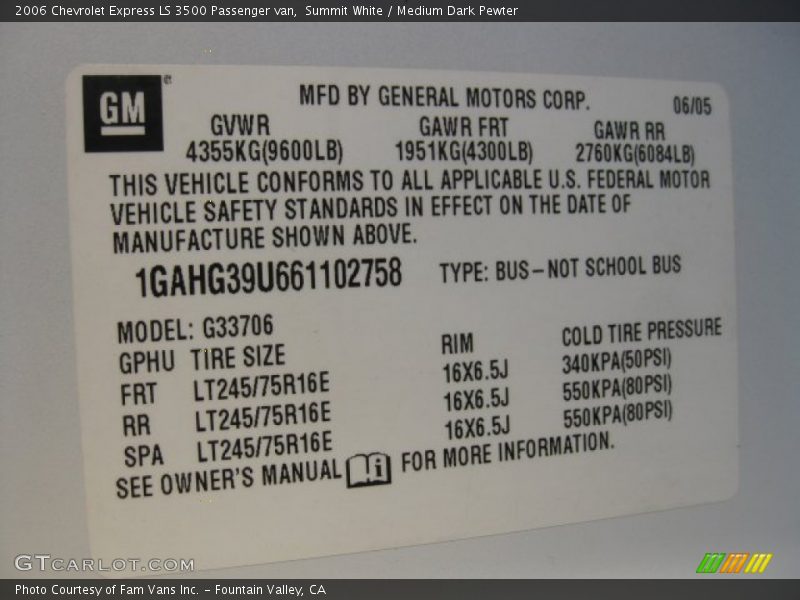 2006 Chevrolet Express LS 3500 Passenger van,  Summit White / Medium Dark Pewter
GM ®
MFD BY GENERAL MOTORS CORP. 06/05
GVWR GAWR FRT GAWR RR
4355KG(9600LB) 1951KG(4300LB) 2760KG(6084LB)
THIS VEHICLE CONFORMS TO ALL APPLICABLE U.S. FEDERAL MOTOR
VEHICLE SAFETY STANDARDS IN EFFECT ON THE DATE OF
MANUFACTURE SHOWN ABOVE.
1GAHG39U661102758 TYPE: BUS–NOT SCHOOL BUS
MODEL: G33706
GPHU TIRE SIZE RIM COLD TIRE PRESSURE
FRT LT245/75R16E 16X6.5J 340KPA(50PSI)
RR LT245/75R16E 16X6.5J 550KPA(80PSI)
SPA LT245/75R16E 16X6.5J 550KPA(80PSI)
SEE OWNER'S MANUAL i FOR MORE INFORMATION.
GTCARLOT.COM
Photo Courtesy of Fam Vans Inc. – Fountain Valley, CA